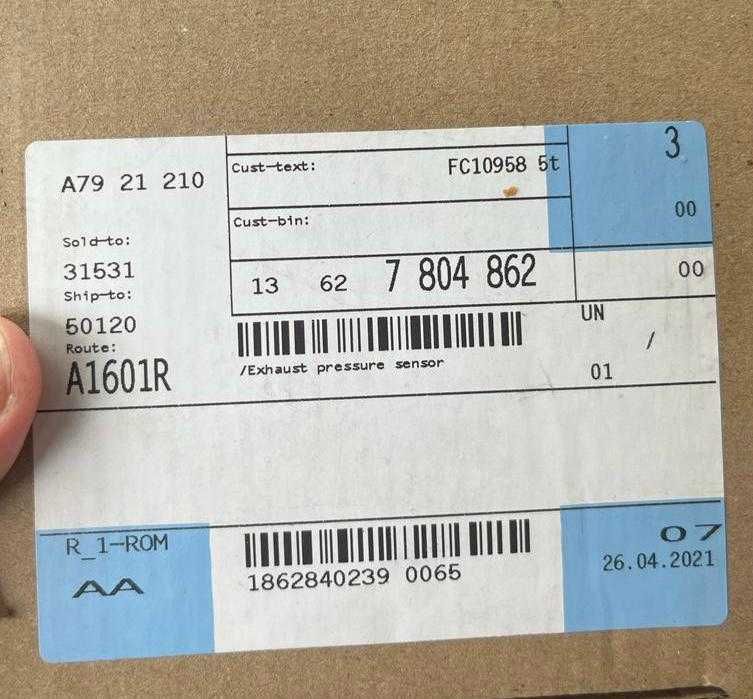 A79 21 210
Sold-to:
31531
Ship-to:
50120
Route:
A1601R
Cust-text: FC10958 5t
Cust-bin:
13 62 7 804 862
/Exhaust pressure sensor
3
00
00
UN
/
01
R_1-ROM
AA
1862840239 0065
07
26.04.2021